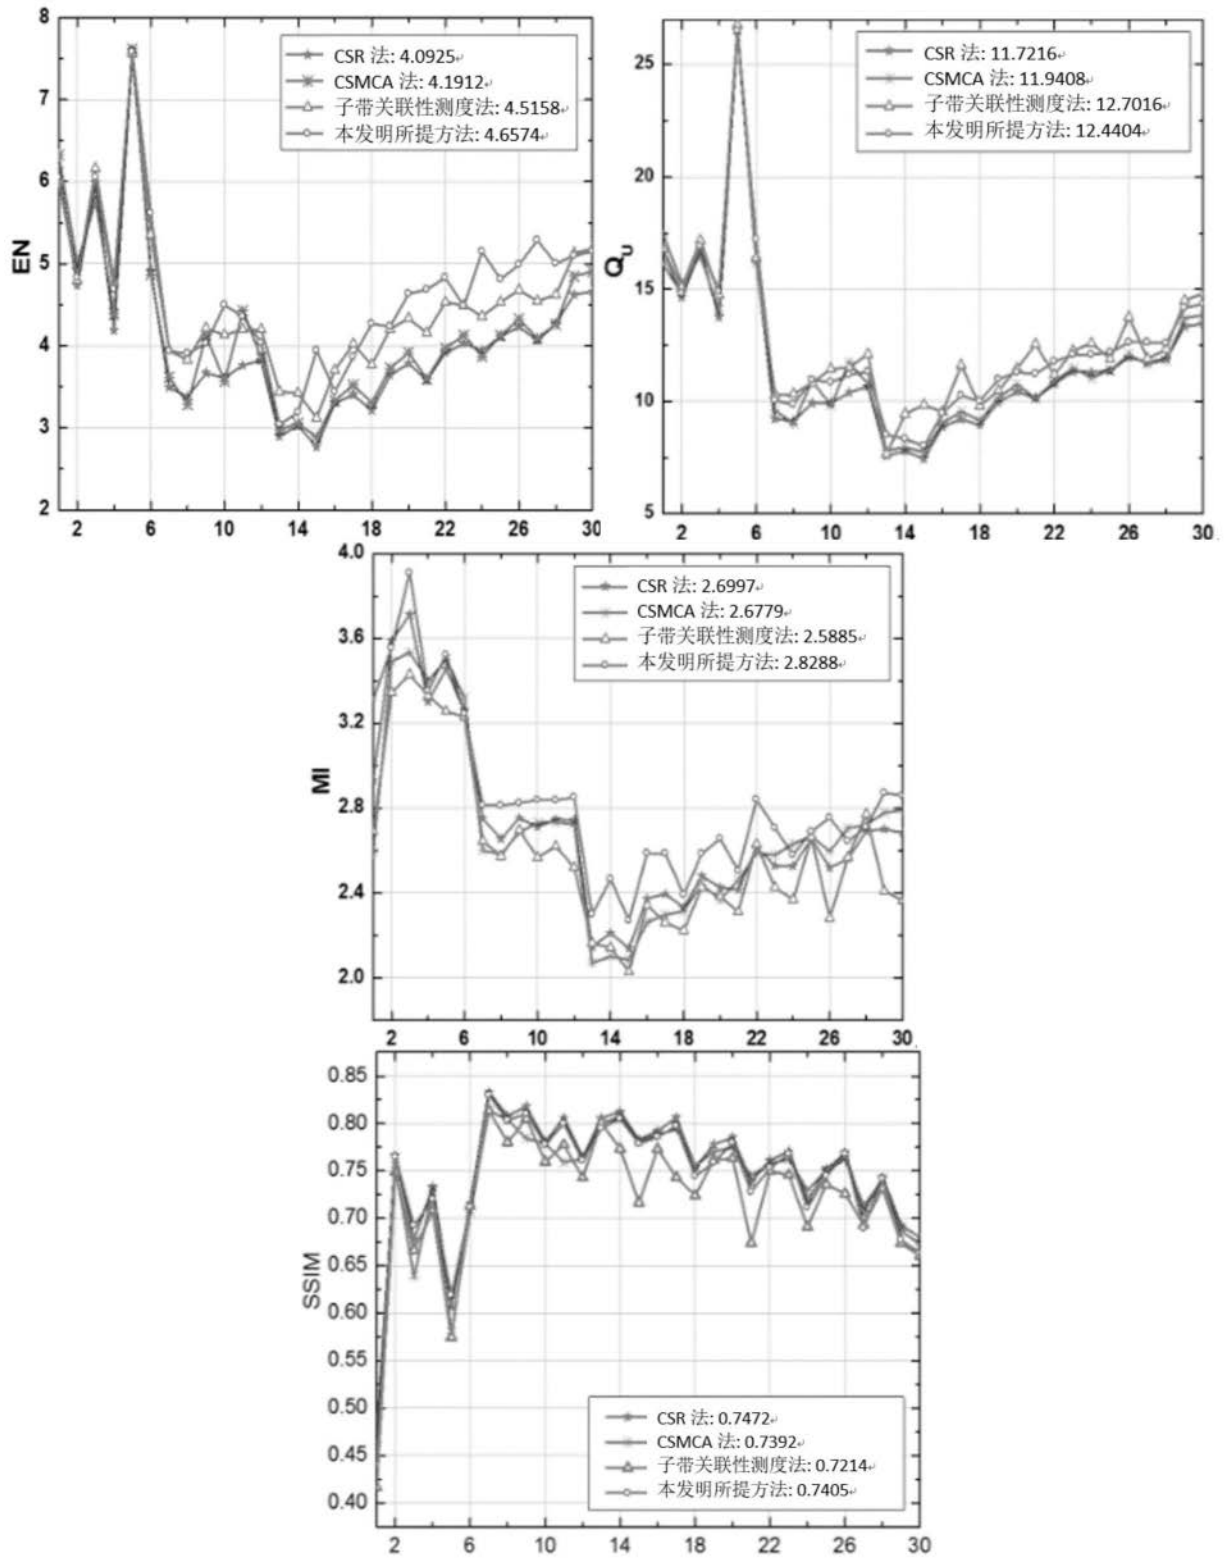 8
7
6
5
4
3
2
EN
CSR 法: 4.0925
CSMCA 法: 4.1912
子带关联性测度法: 4.5158
本发明所提方法: 4.6574
2 6 10 14 18 22 26 30
25
20
15
10
5
QU
CSR 法: 11.7216
CSMCA 法: 11.9408
子带关联性测度法: 12.7016
本发明所提方法: 12.4404
2 6 10 14 18 22 26 30
4.0
3.6
3.2
2.8
2.4
2.0
MI
CSR 法: 2.6997
CSMCA 法: 2.6779
子带关联性测度法: 2.5885
本发明所提方法: 2.8288
2 6 10 14 18 22 26 30
0.85
0.80
0.75
0.70
0.65
0.60
0.55
0.50
0.45
0.40
SSIM
CSR 法: 0.7472
CSMCA 法: 0.7392
子带关联性测度法: 0.7214
本发明所提方法: 0.7405
2 6 10 14 18 22 26 30